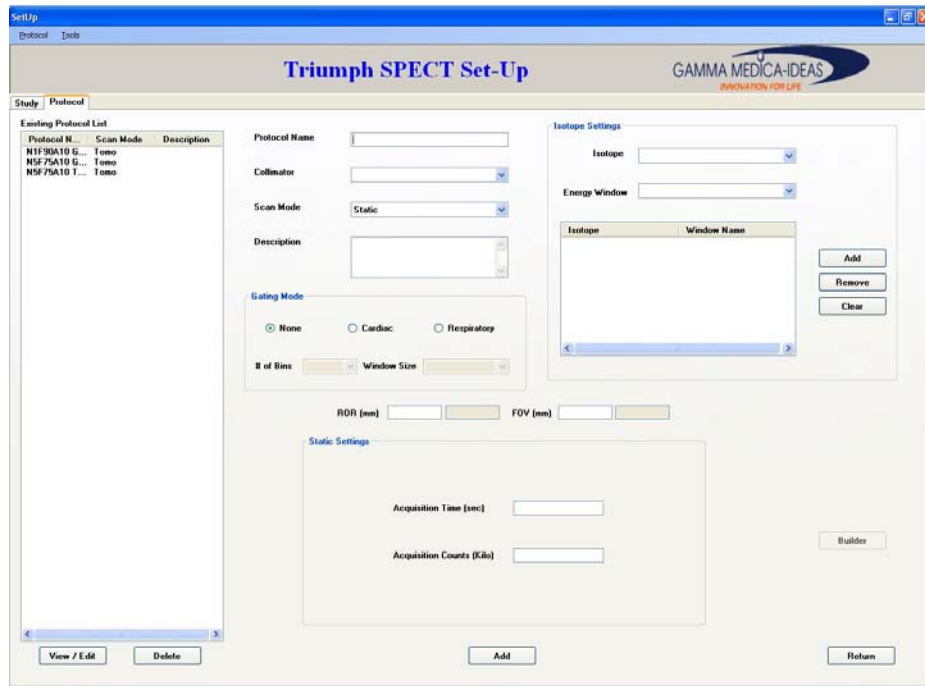 SetUp
Protocol Tools
Triumph SPECT Set-Up
GAMMA MEDICA-IDEAS
INNOVATION FOR LIFE
Study Protocol
Existing Protocol List
Protocol N... Scan Mode Description
N1F90A10 G... Tomo
N5F75A10 G... Tomo
N5F75A10 T... Tomo
Protocol Name
Collimator
Scan Mode Static
Description
Isotope Settings
Isotope
Energy Window
Isotope Window Name
Add
Remove
Clear
Gating Mode
None Cardiac Respiratory
# of Bins Window Size
ROR (mm) FOV (mm)
Static Settings
Acquisition Time (sec)
Acquisition Counts (Kilo)
Builder
View / Edit Delete Add Return